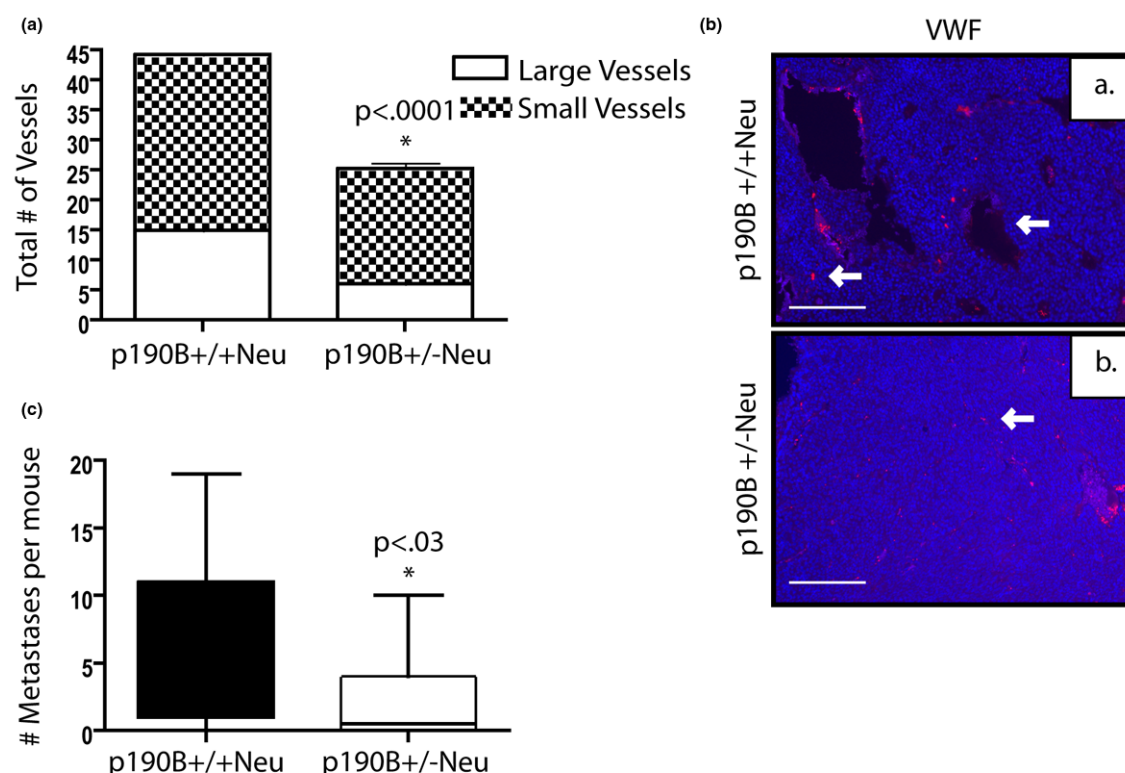 (a)
Total # of Vessels
45
40
35
30
25
20
15
10
5
0
Large Vessels
Small Vessels
p<.0001
*
p190B+/+Neu
p190B+/-Neu
(b)
VWF
p190B +/+Neu
a.
p190B +/-Neu
b.
(c)
# Metastases per mouse
20
15
10
5
0
p<.03
*
p190B+/+Neu
p190B+/-Neu